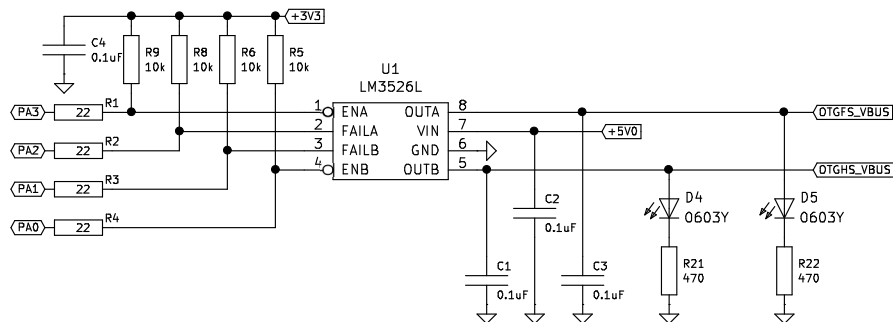 +3V3
C4
0.1uF
R9
10k
R8
10k
R6
10k
R5
10k
U1
LM3526L
PA3
22
R1
PA2
22
R2
PA1
22
R3
PA0
22
R4
1
ENA
OUTA
8
2
FAILA
VIN
7
3
FAILB
GND
6
4
ENB
OUTB
5
OTGFS_VBUS
+5V0
OTGHS_VBUS
D4
0603Y
D5
0603Y
C2
0.1uF
C1
0.1uF
C3
0.1uF
R21
470
R22
470